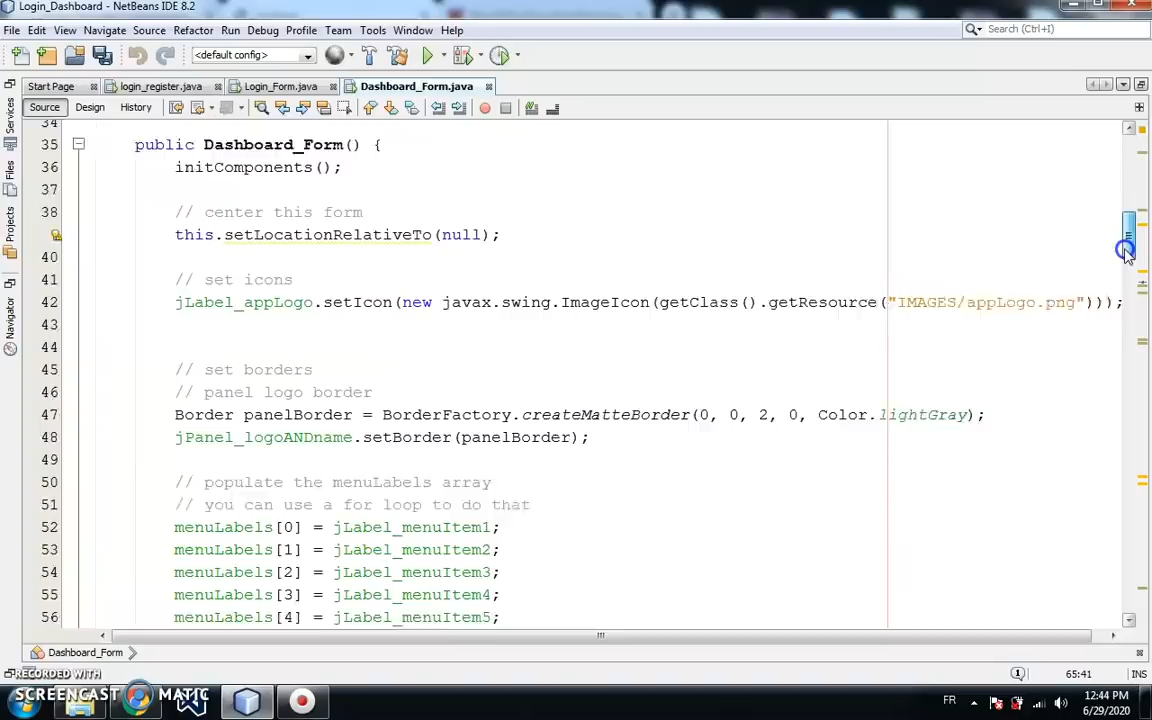 Login_Dashboard - NetBeans IDE 8.2
File Edit View Navigate Source Refactor Run Debug Profile Team Tools Window Help
Search (Ctrl+I)
<default config>
Start Page login_register.java Login_Form.java Dashboard_Form.java
Source Design History
Services
Files
Projects
Navigator
34
35 public Dashboard_Form() {
36 initComponents();
37
38 // center this form
this.setLocationRelativeTo(null);
40
41 // set icons
42 jLabel_appLogo.setIcon(new javax.swing.ImageIcon(getClass().getResource("IMAGES/appLogo.png")));
43
44
45 // set borders
46 // panel logo border
47 Border panelBorder = BorderFactory.createMatteBorder(0, 0, 2, 0, Color.lightGray);
48 jPanel_logoANDname.setBorder(panelBorder);
49
50 // populate the menuLabels array
51 // you can use a for loop to do that
52 menuLabels[0] = jLabel_menuItem1;
53 menuLabels[1] = jLabel_menuItem2;
54 menuLabels[2] = jLabel_menuItem3;
55 menuLabels[3] = jLabel_menuItem4;
56 menuLabels[4] = jLabel_menuItem5;
Dashboard_Form
65:41 INS
RECORDED WITH
SCREENCAST MATIC
FR
12:44 PM
6/29/2020